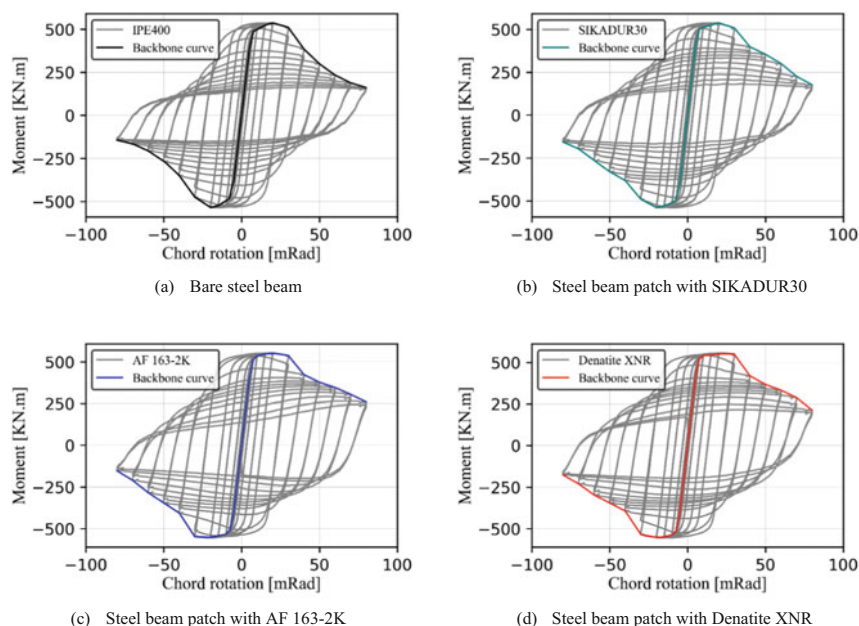 IPE400
Backbone curve
500
250
0
−250
−500
Moment [KN.m]
−100
−50
0
50
100
Chord rotation [mRad]
(a) Bare steel beam
SIKADUR30
Backbone curve
500
250
0
−250
−500
Moment [KN.m]
−100
−50
0
50
100
Chord rotation [mRad]
(b) Steel beam patch with SIKADUR30
AF 163-2K
Backbone curve
500
250
0
−250
−500
Moment [KN.m]
−100
−50
0
50
100
Chord rotation [mRad]
(c) Steel beam patch with AF 163-2K
Denatite XNR
Backbone curve
500
250
0
−250
−500
Moment [KN.m]
−100
−50
0
50
100
Chord rotation [mRad]
(d) Steel beam patch with Denatite XNR